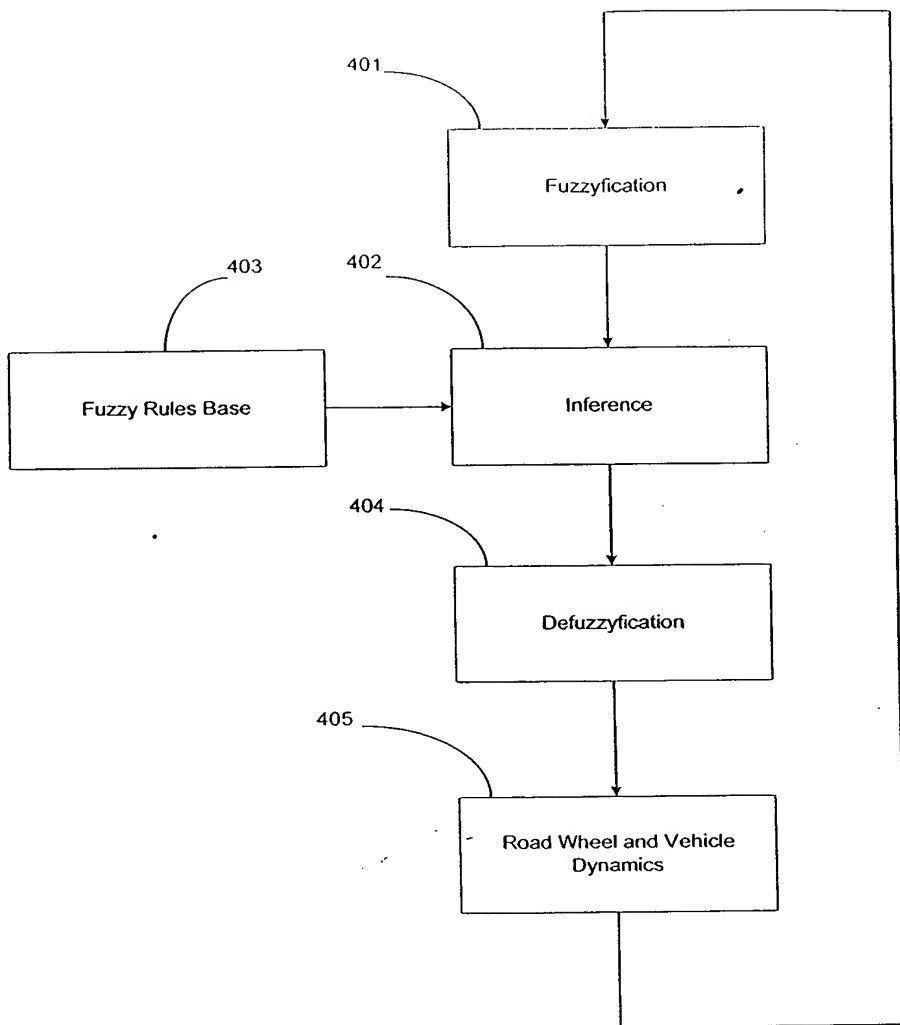 401
Fuzzyfication
403
402
Fuzzy Rules Base
Inference
404
Defuzzyfication
405
Road Wheel and Vehicle
Dynamics